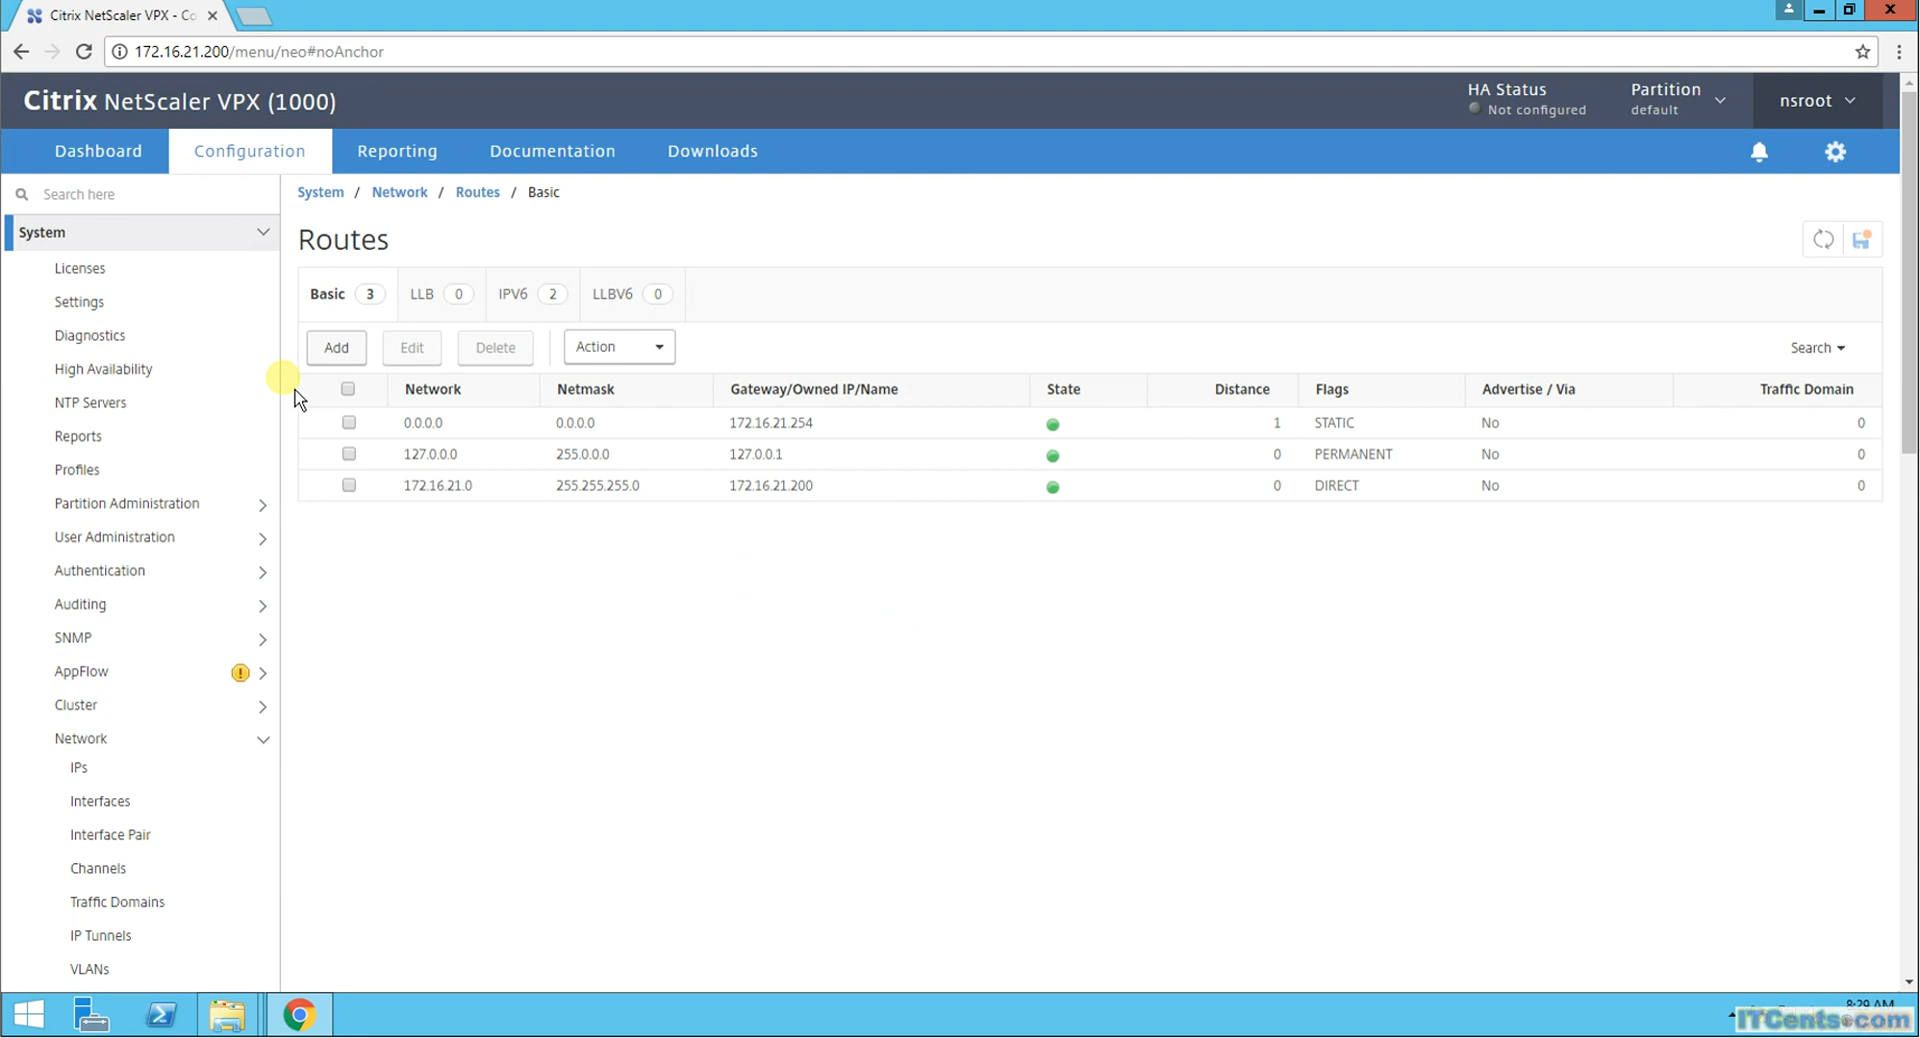 Citrix NetScaler VPX - Co
172.16.21.200/menu/neo#noAnchor
Citrix NetScaler VPX (1000)
HA Status
Not configured
Partition
default
nsroot
Dashboard
Configuration
Reporting
Documentation
Downloads
Search here
System
Licenses
Settings
Diagnostics
High Availability
NTP Servers
Reports
Profiles
Partition Administration
User Administration
Authentication
Auditing
SNMP
AppFlow
Cluster
Network
IPs
Interfaces
Interface Pair
Channels
Traffic Domains
IP Tunnels
VLANs
System / Network / Routes / Basic
Routes
Basic 3 LLB 0 IPV6 2 LLBV6 0
Add Edit Delete Action Search
Network Netmask Gateway/Owned IP/Name State Distance Flags Advertise / Via Traffic Domain
0.0.0.0 0.0.0.0 172.16.21.254 1 STATIC No 0
127.0.0.0 255.0.0.0 127.0.0.1 0 PERMANENT No 0
172.16.21.0 255.255.255.0 172.16.21.200 0 DIRECT No 0
8:29 AM
ITCents.com